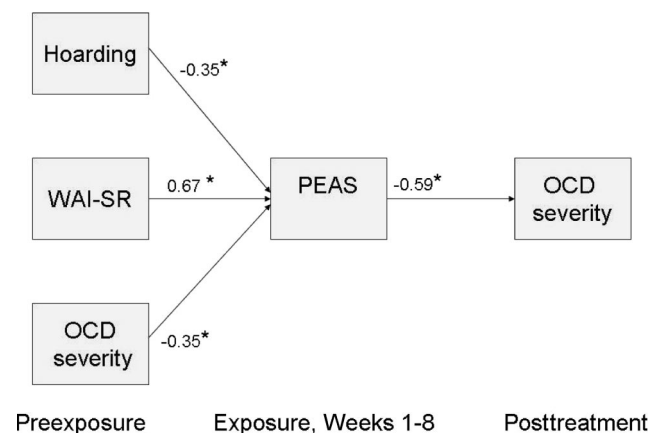 Hoarding
-0.35*
WAI-SR
0.67 *
PEAS
-0.59*
OCD
severity
OCD
severity
-0.35*
Preexposure
Exposure, Weeks 1-8
Posttreatment